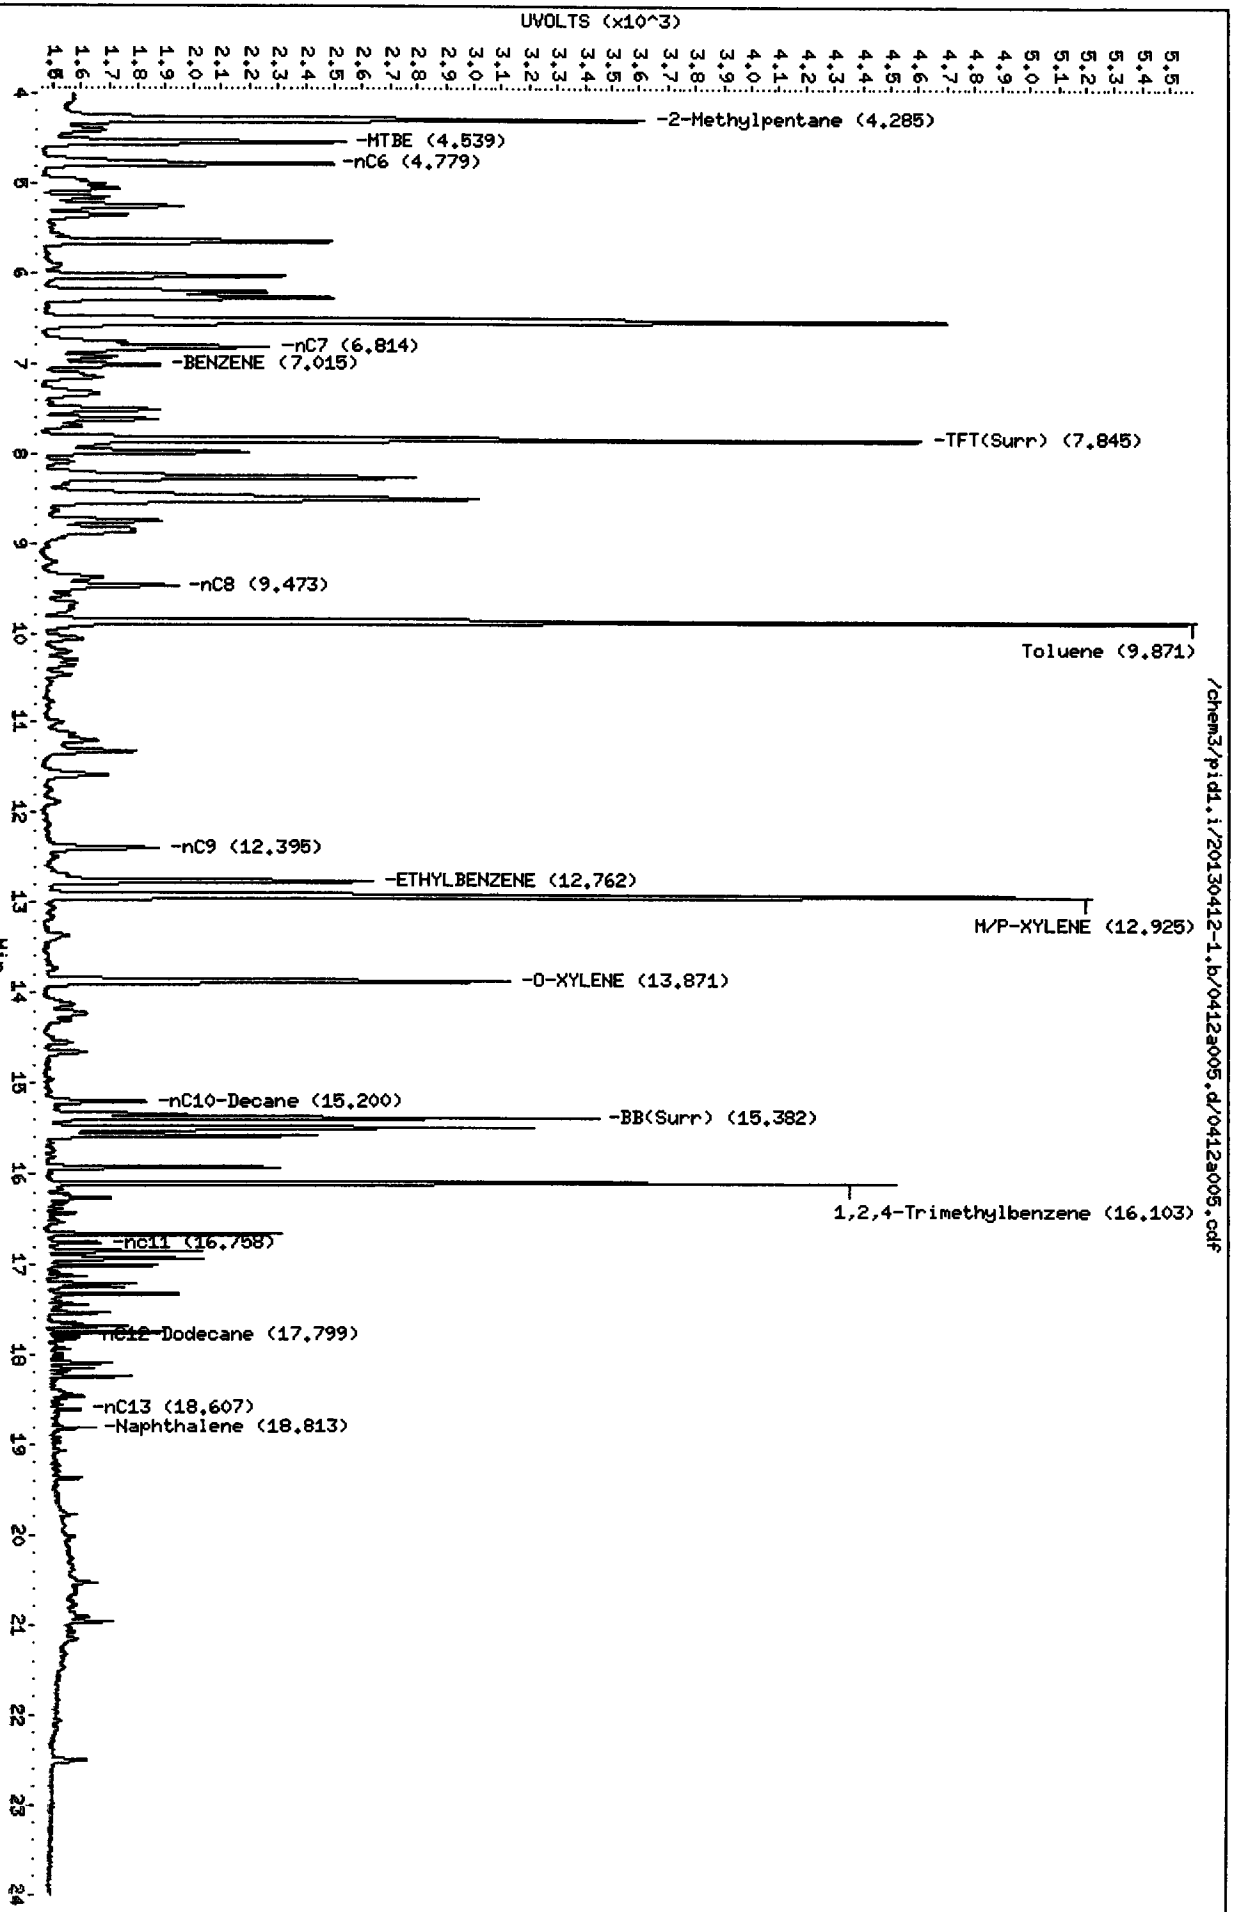 UVOLTS (x10^3)
1.5
1.6
1.7
1.8
1.9
2.0
2.1
2.2
2.3
2.4
2.5
2.6
2.7
2.8
2.9
3.0
3.1
3.2
3.3
3.4
3.5
3.6
3.7
3.8
3.9
4.0
4.1
4.2
4.3
4.4
4.5
4.6
4.7
4.8
4.9
5.0
5.1
5.2
5.3
5.4
5.5
/chem3/pid1.i/20130412-1.b/0412a005.d/0412a005.cdf
-2-Methylpentane (4.285)
-MTBE (4.539)
-nC6 (4.779)
-nC7 (6.814)
-BENZENE (7.015)
-TFT(Surr) (7.845)
-nC8 (9.473)
Toluene (9.871)
-nC9 (12.395)
-ETHYLBENZENE (12.762)
M/P-XYLENE (12.925)
-O-XYLENE (13.871)
-nC10-Decane (15.200)
-BB(Surr) (15.382)
1,2,4-Trimethylbenzene (16.103)
-nc11 (16.758)
-nC12-Dodecane (17.799)
-nC13 (18.607)
-Naphthalene (18.813)
4
5
6
7
8
9
10
11
12
13
14
15
16
17
18
19
20
21
22
23
24
Min